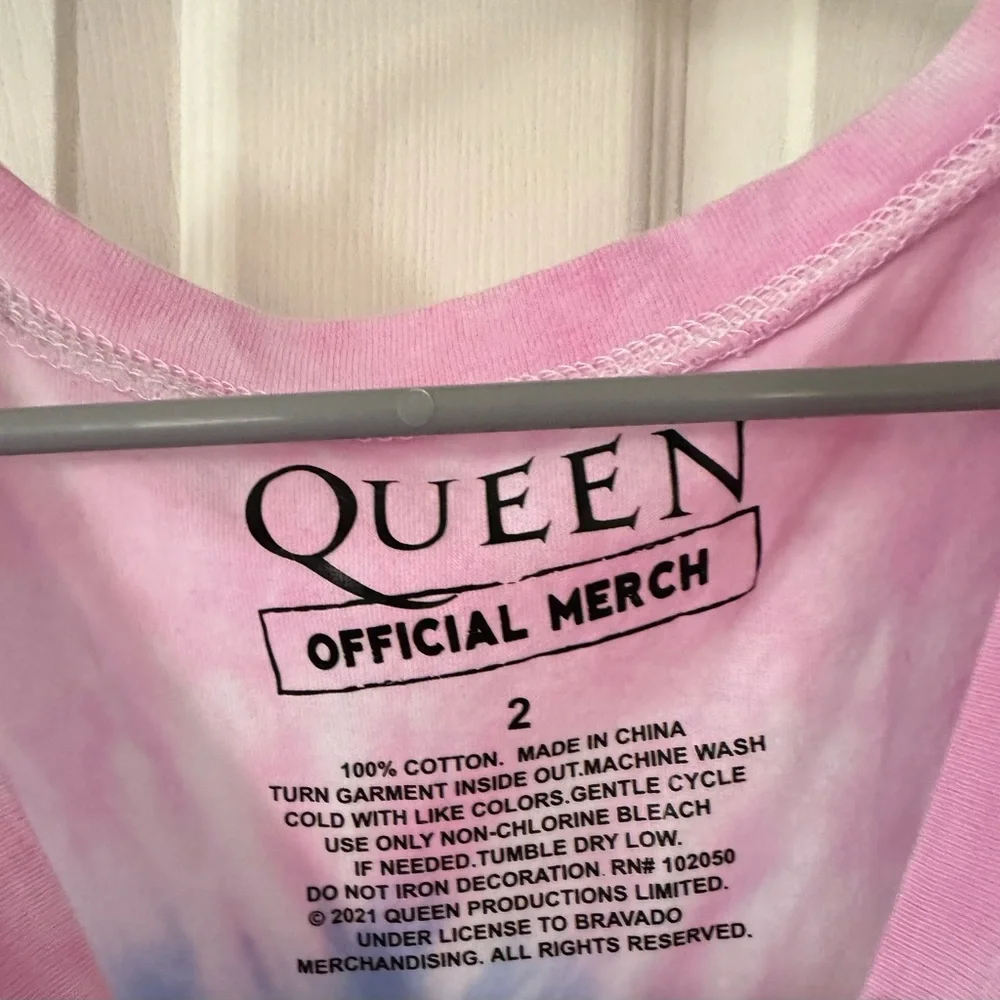 QUEEN
OFFICIAL MERCH
2
100% COTTON. MADE IN CHINA
TURN GARMENT INSIDE OUT.MACHINE WASH
COLD WITH LIKE COLORS.GENTLE CYCLE
USE ONLY NON-CHLORINE BLEACH
IF NEEDED.TUMBLE DRY LOW.
DO NOT IRON DECORATION. RN# 102050
© 2021 QUEEN PRODUCTIONS LIMITED.
UNDER LICENSE TO BRAVADO
MERCHANDISING. ALL RIGHTS RESERVED.